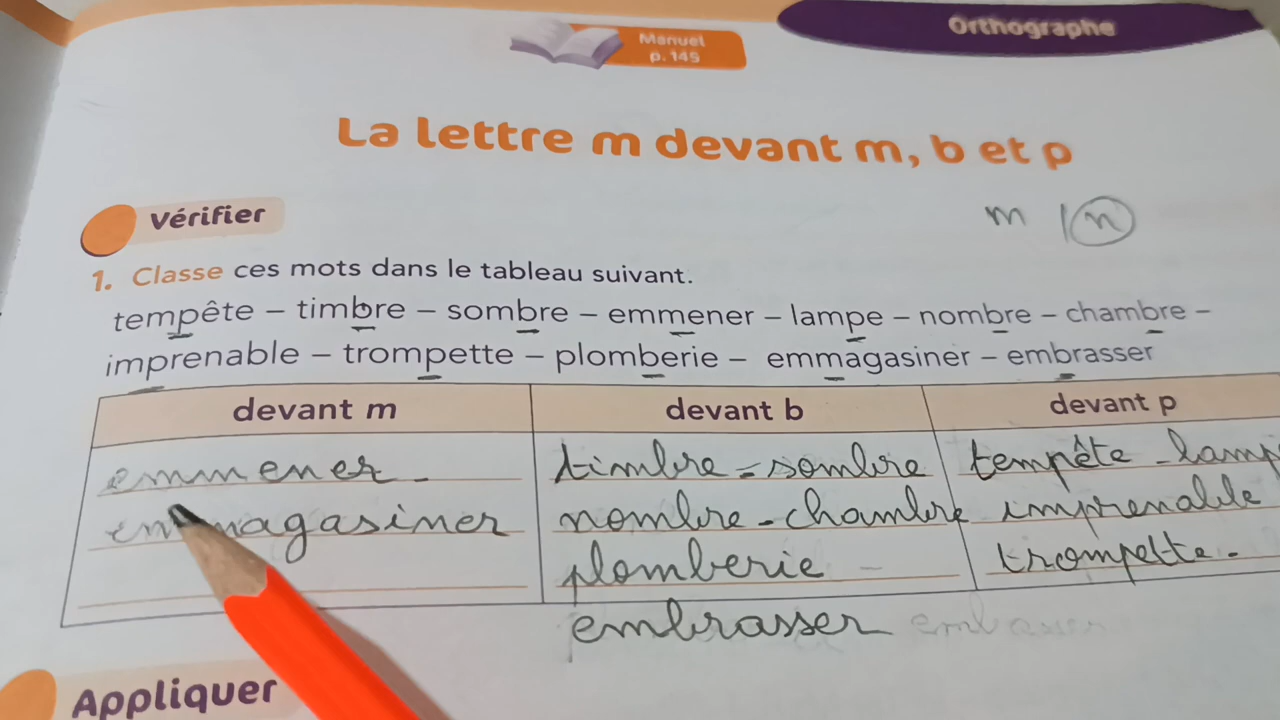 Orthographe
Manuel
p. 145
La lettre m devant m, b et p
Vérifier
m | n
1. Classe ces mots dans le tableau suivant.
tempête – timbre – sombre – emmener – lampe – nombre – chambre –
imprenable – trompette – plomberie – emmagasiner – embrasser
devant m devant b devant p
emmener - timbre - sombre tempête - lamp
emmagasiner nombre - chambre imprenable
plomberie - trompette.
embrasser
Appliquer